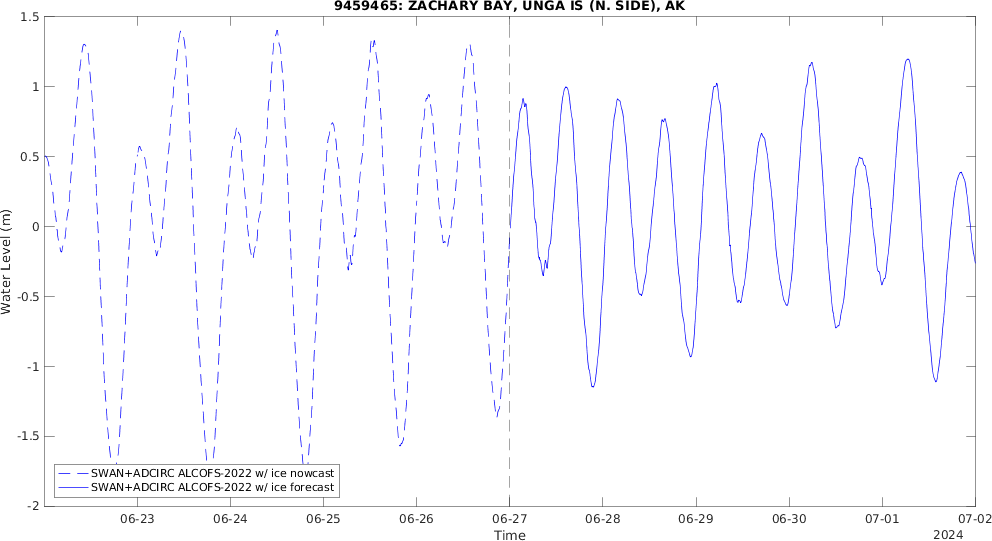 9459465: ZACHARY BAY, UNGA IS (N. SIDE), AK
1.5
1
0.5
0
-0.5
-1
-1.5
-2
Water Level (m)
SWAN+ADCIRC ALCOFS-2022 w/ ice nowcast
SWAN+ADCIRC ALCOFS-2022 w/ ice forecast
06-23 06-24 06-25 06-26 06-27 06-28 06-29 06-30 07-01 07-02
Time
2024